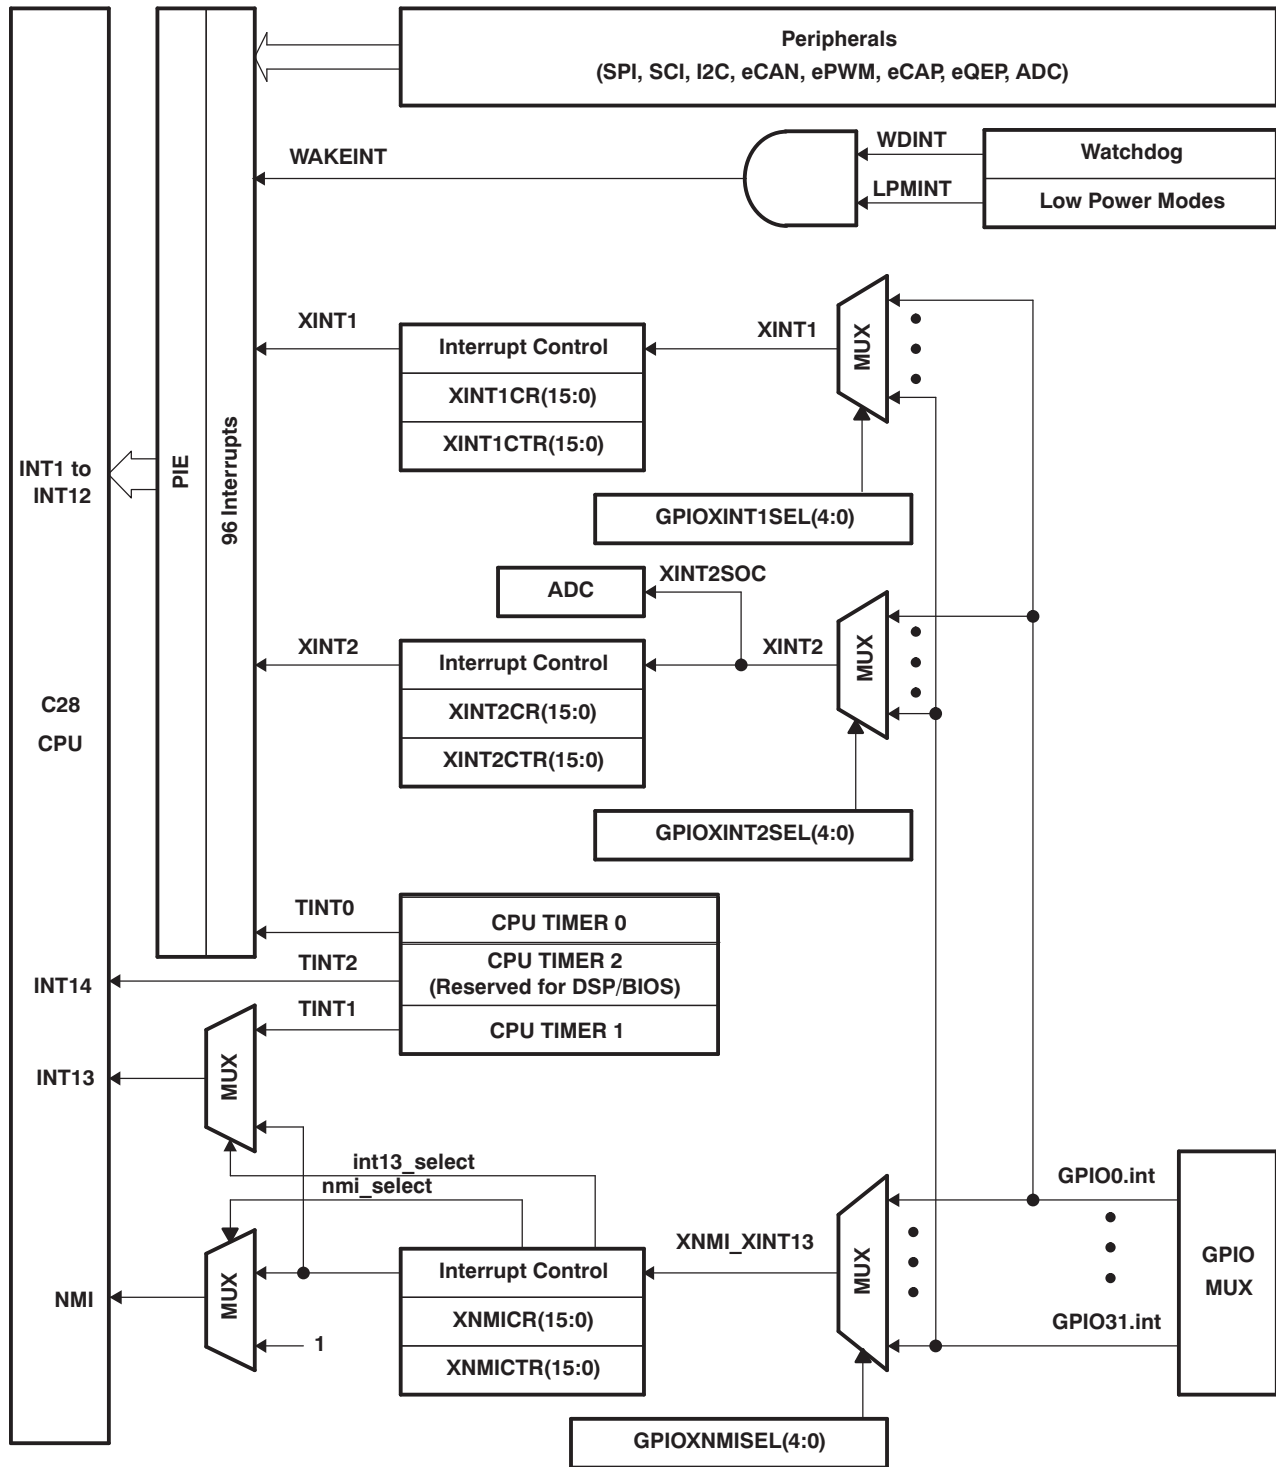 Peripherals
(SPI, SCI, I2C, eCAN, ePWM, eCAP, eQEP, ADC)
WDINT
Watchdog
WAKEINT
LPMINT
Low Power Modes
XINT1
Interrupt Control
XINT1
MUX
XINT1CR(15:0)
XINT1CTR(15:0)
INT1 to
INT12
PIE
96 Interrupts
GPIOXINT1SEL(4:0)
ADC
XINT2SOC
XINT2
Interrupt Control
XINT2
MUX
C28
CPU
XINT2CR(15:0)
XINT2CTR(15:0)
GPIOXINT2SEL(4:0)
TINT0
CPU TIMER 0
TINT2
CPU TIMER 2
(Reserved for DSP/BIOS)
INT14
TINT1
CPU TIMER 1
INT13
MUX
int13_select
nmi_select
GPIO0.int
XNMI_XINT13
MUX
GPIO
MUX
NMI
MUX
Interrupt Control
XNMICR(15:0)
GPIO31.int
1
XNMICTR(15:0)
GPIOXNMISEL(4:0)